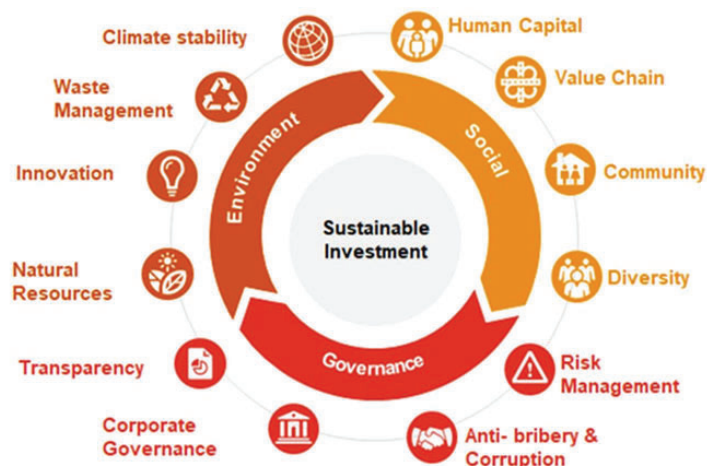 Climate stability
Human Capital
Waste
Management
Value Chain
Innovation
Community
Natural
Resources
Diversity
Transparency
Risk
Management
Corporate
Governance
Anti- bribery &
Corruption
Environment
Social
Governance
Sustainable
Investment